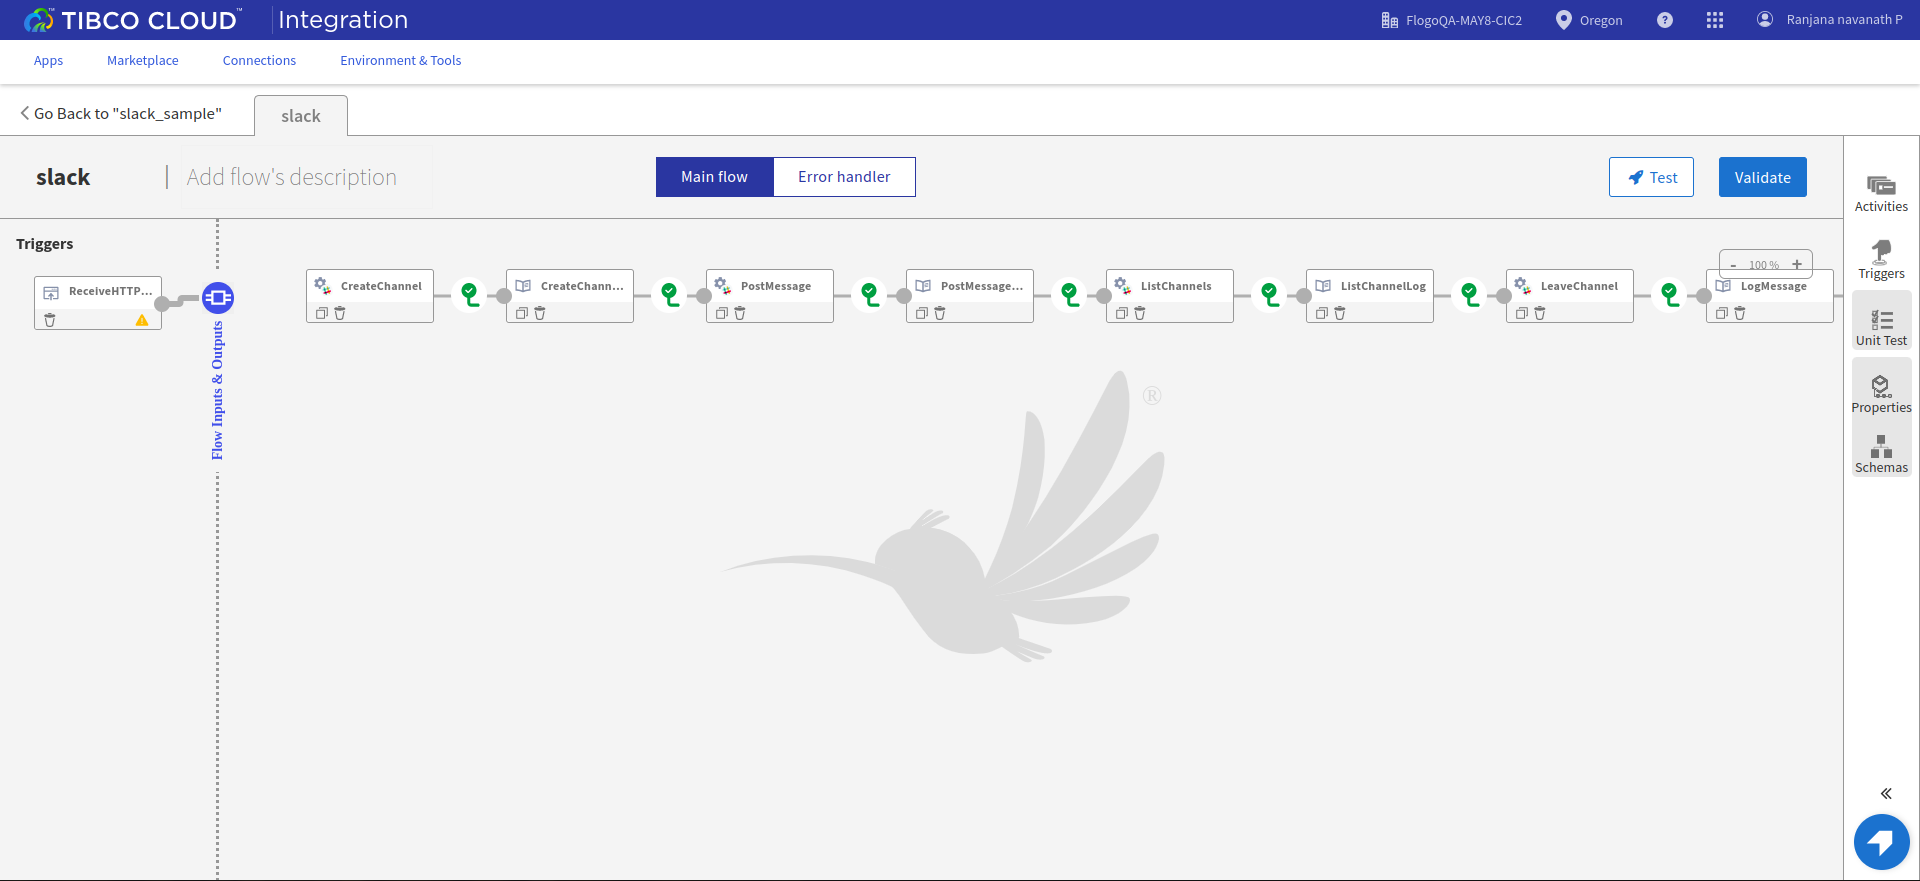 TIBCO CLOUD™ Integration
FlogoQA-MAY8-CIC2
Oregon
?
Ranjana navanath P
Apps
Marketplace
Connections
Environment & Tools
Go Back to "slack_sample"
slack
slack
Add flow's description
Main flow
Error handler
Test
Validate
Triggers
ReceiveHTTP...
Flow Inputs & Outputs
CreateChannel
CreateChann...
PostMessage
PostMessage...
ListChannels
ListChannelLog
LeaveChannel
LogMessage
- 100 % +
®
Activities
Triggers
Unit Test
Properties
Schemas